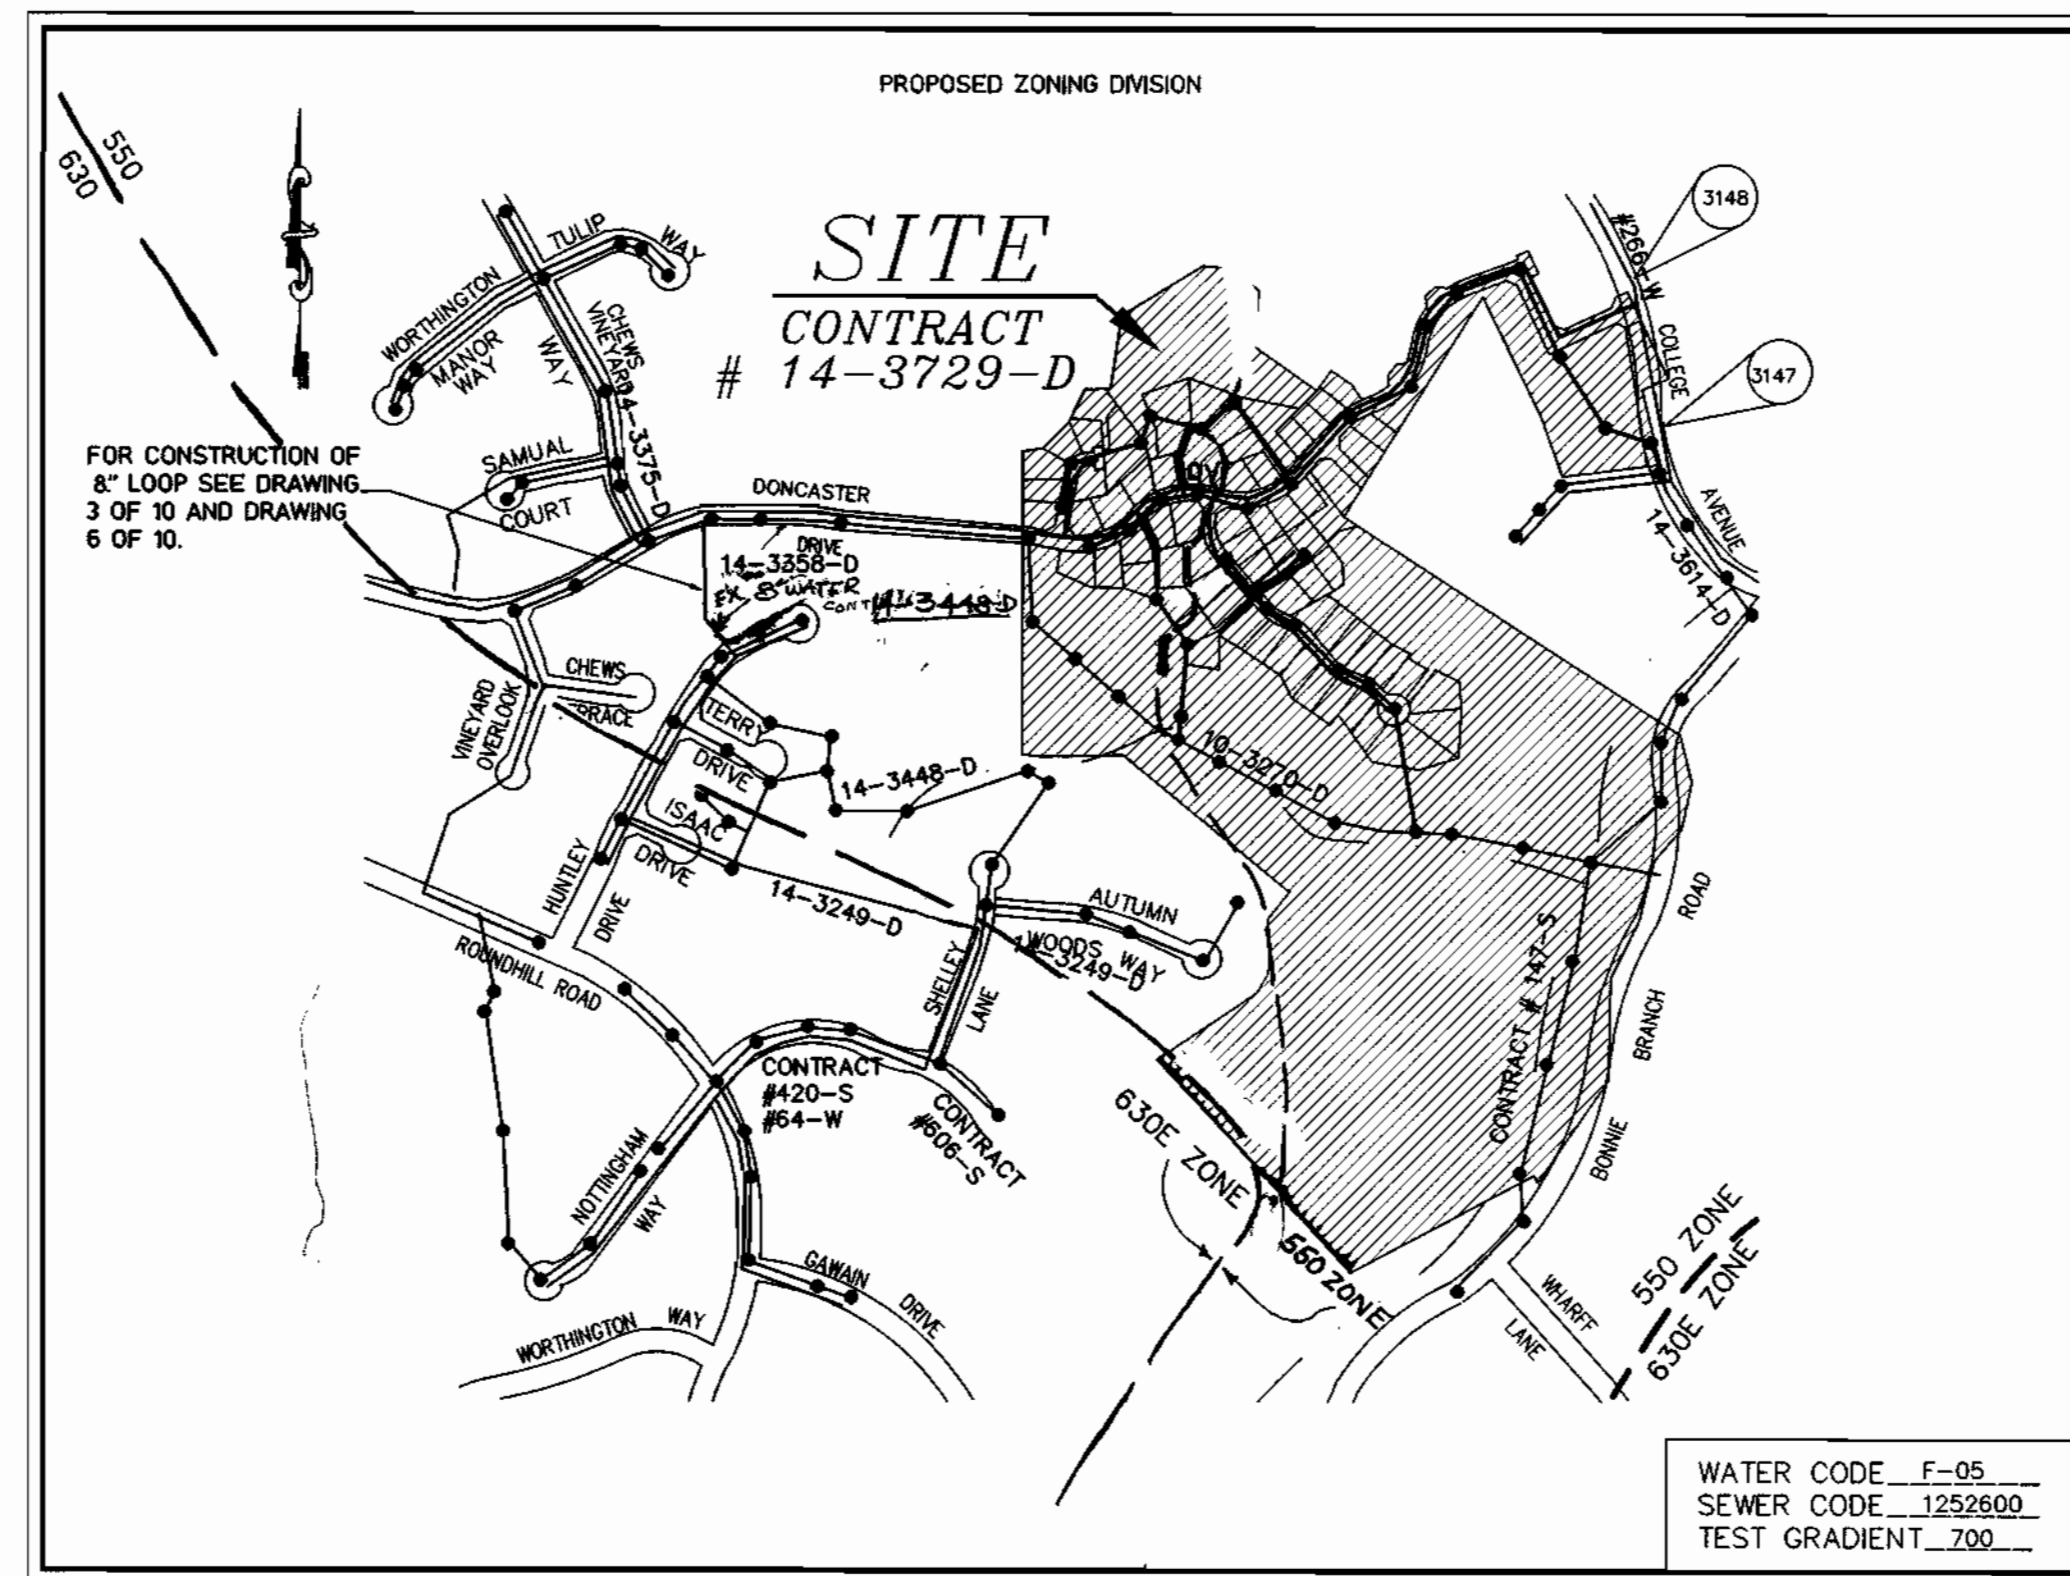 PROPOSED ZONING DIVISION
550
630
SITE
CONTRACT
# 14-3729-D
3148
#266-W
3147
COLLEGE
AVENUE
14-3614-D
TULIP
WAY
WORTHINGTON
MANOR
WAY
CHEWS
VINEYARD
WAY
14-3375-D
SAMUAL
COURT
FOR CONSTRUCTION OF
8" LOOP SEE DRAWING
3 OF 10 AND DRAWING
6 OF 10.
DONCASTER
DRIVE
14-3358-D
EX. 8" WATER
CONT
14-3448-D
CHEWS
VINEYARD
OVERLOOK
TERRY
DRIVE
ISAAC
DRIVE
14-3448-D
10-3270-D
HUNTLEY
DRIVE
14-3249-D
AUTUMN
WOODS WAY
14-3249-D
SHELLEY
LANE
ROUNDHILL ROAD
CONTRACT
#420-S
#64-W
CONTRACT
#606-S
NOTTINGHAM
WAY
GAWAIN
DRIVE
WORTHINGTON WAY
CONTRACT # 147-S
BONNIE
BRANCH
ROAD
630E ZONE
550 ZONE
WHARFF
LANE
550 ZONE
630E ZONE
WATER CODE F-05
SEWER CODE 1252600
TEST GRADIENT 700